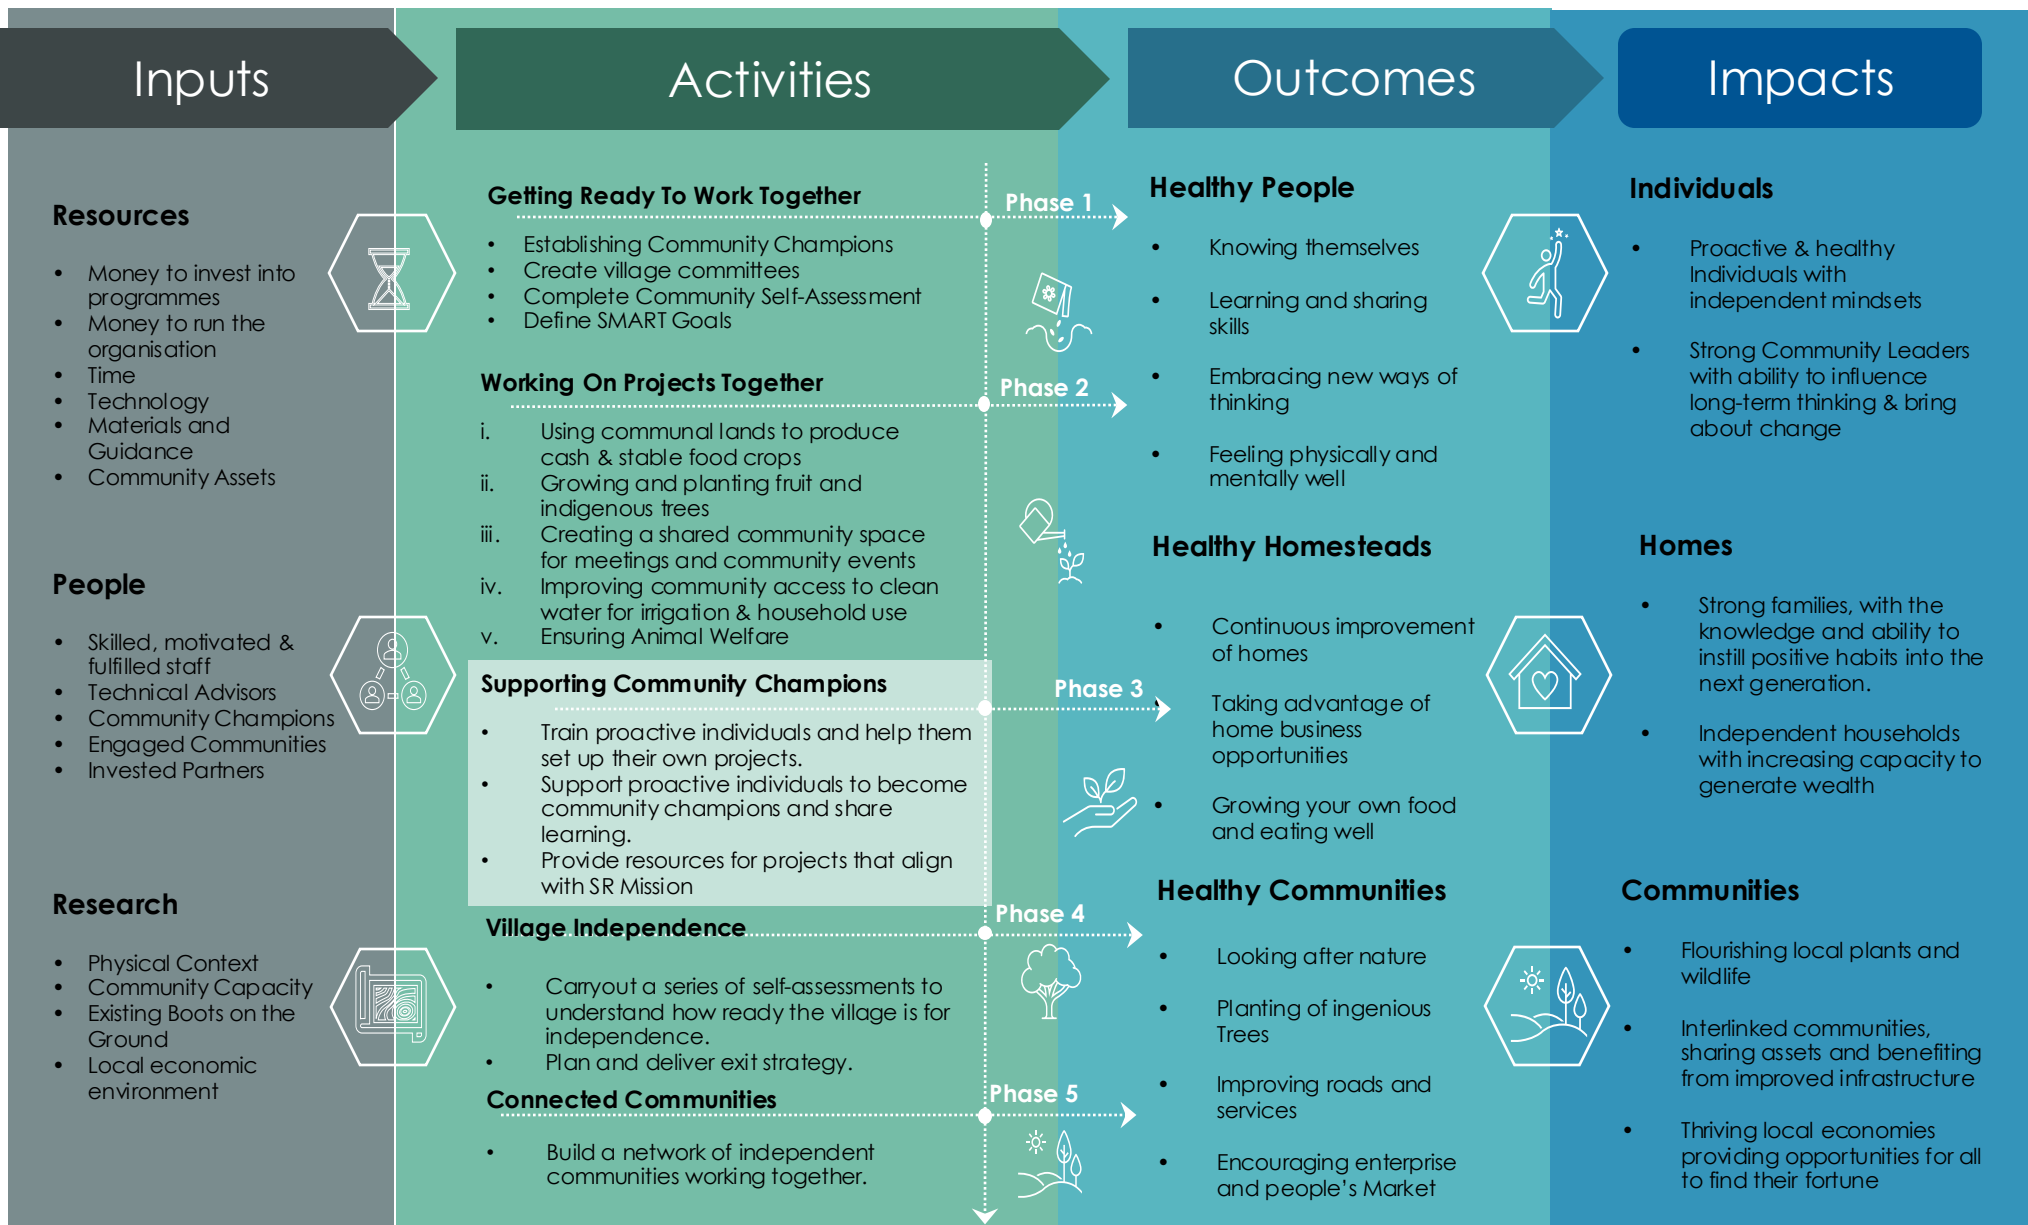 Inputs
Activities
Outcomes
Impacts
Resources
• Money to invest into
programmes
• Money to run the
organisation
• Time
• Technology
• Materials and
Guidance
• Community Assets
People
• Skilled, motivated &
fulfilled staff
• Technical Advisors
• Community Champions
• Engaged Communities
• Invested Partners
Research
• Physical Context
• Community Capacity
• Existing Boots on the
Ground
• Local economic
environment
Getting Ready To Work Together
Phase 1
• Establishing Community Champions
• Create village committees
• Complete Community Self-Assessment
• Define SMART Goals
Working On Projects Together
Phase 2
i. Using communal lands to produce
cash & stable food crops
ii. Growing and planting fruit and
indigenous trees
iii. Creating a shared community space
for meetings and community events
iv. Improving community access to clean
water for irrigation & household use
v. Ensuring Animal Welfare
Supporting Community Champions
Phase 3
• Train proactive individuals and help them
set up their own projects.
• Support proactive individuals to become
community champions and share
learning.
• Provide resources for projects that align
with SR Mission
Village Independence
Phase 4
• Carryout a series of self-assessments to
understand how ready the village is for
independence.
• Plan and deliver exit strategy.
Connected Communities
Phase 5
• Build a network of independent
communities working together.
Healthy People
• Knowing themselves
• Learning and sharing
skills
• Embracing new ways of
thinking
• Feeling physically and
mentally well
Healthy Homesteads
• Continuous improvement
of homes
• Taking advantage of
home business
opportunities
• Growing your own food
and eating well
Healthy Communities
• Looking after nature
• Planting of ingenious
Trees
• Improving roads and
services
• Encouraging enterprise
and people’s Market
Individuals
• Proactive & healthy
Individuals with
independent mindsets
• Strong Community Leaders
with ability to influence
long-term thinking & bring
about change
Homes
• Strong families, with the
knowledge and ability to
instill positive habits into the
next generation.
• Independent households
with increasing capacity to
generate wealth
Communities
• Flourishing local plants and
wildlife
• Interlinked communities,
sharing assets and benefiting
from improved infrastructure
• Thriving local economies
providing opportunities for all
to find their fortune